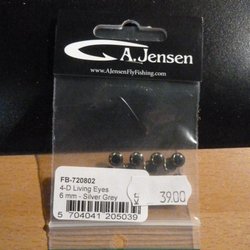 A.Jensen
www.AJensenFlyFishing.com
FB-720802
4-D Living Eyes
6 mm - Silver Grey
39.00
5 704041 205039